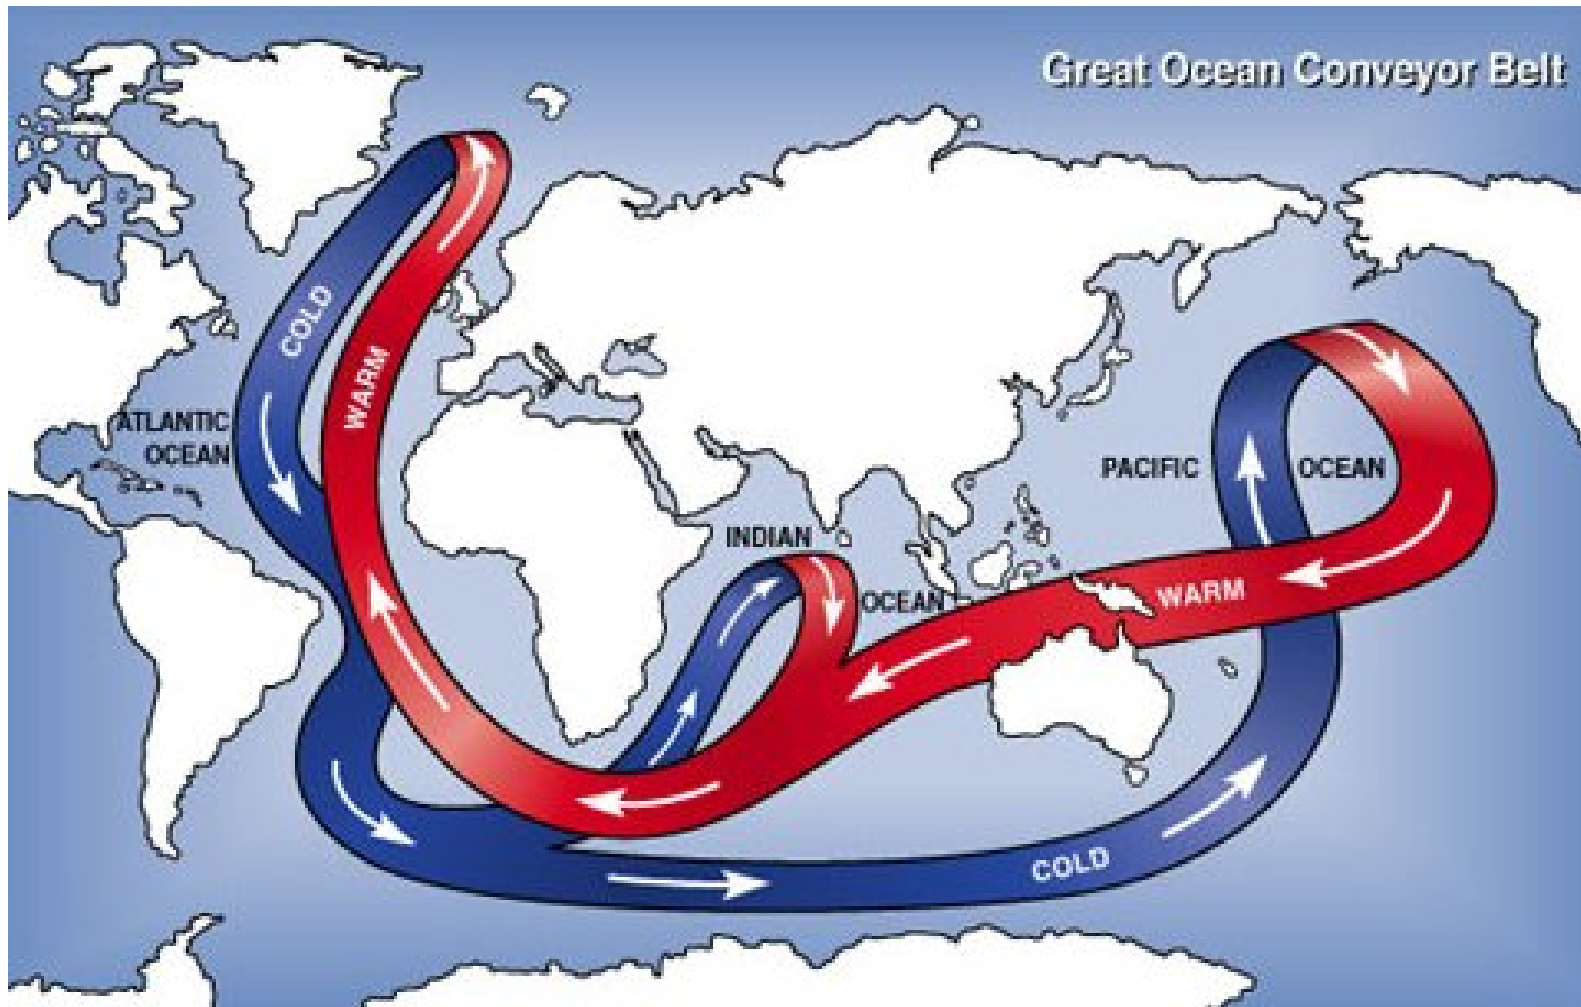 Great Ocean Conveyor Belt
COLD
WARM
ATLANTIC
OCEAN
PACIFIC OCEAN
INDIAN
OCEAN
WARM
COLD